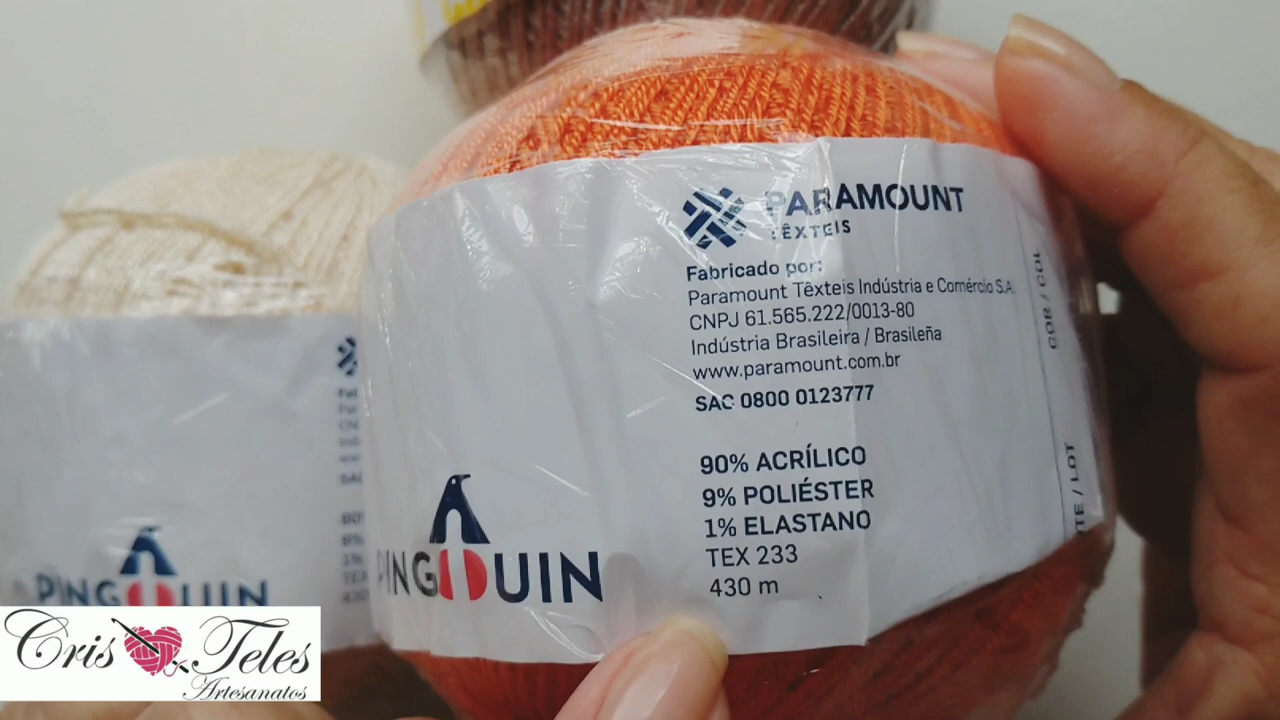 PARAMOUNT
TÊXTEIS
Fabricado por:
Paramount Têxteis Indústria e Comércio S.A.
CNPJ 61.565.222/0013-80
Indústria Brasileira / Brasileña
www.paramount.com.br
SAC 0800 0123777
90% ACRÍLICO
9% POLIÉSTER
1% ELASTANO
TEX 233
430 m
PINGOUIN
COR / COL
/ LOT
PINGOUIN
Cris Teles
Artesanatos